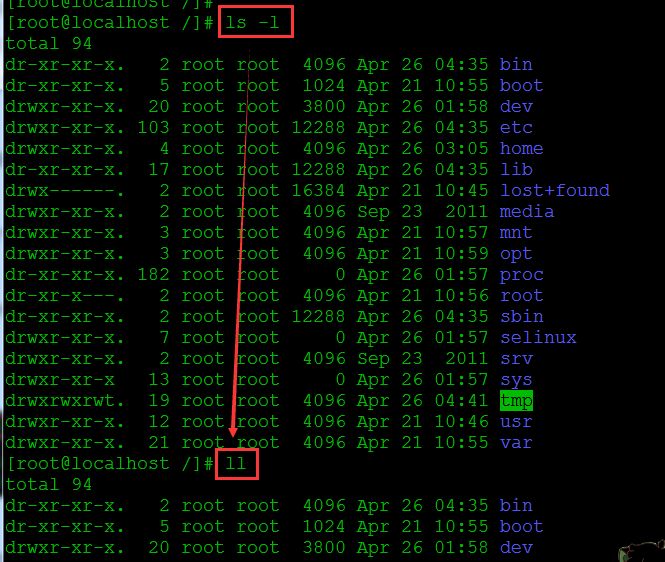 [root@localhost /]#
[root@localhost /]# ls -l
total 94
dr-xr-xr-x.   2 root root  4096 Apr 26 04:35 bin
dr-xr-xr-x.   5 root root  1024 Apr 21 10:55 boot
drwxr-xr-x.  20 root root  3800 Apr 26 01:58 dev
drwxr-xr-x. 103 root root 12288 Apr 26 04:35 etc
drwxr-xr-x.   4 root root  4096 Apr 26 03:05 home
dr-xr-xr-x.  17 root root 12288 Apr 26 04:35 lib
drwx------.   2 root root 16384 Apr 21 10:45 lost+found
drwxr-xr-x.   2 root root  4096 Sep 23  2011 media
drwxr-xr-x.   3 root root  4096 Apr 21 10:57 mnt
drwxr-xr-x.   3 root root  4096 Apr 21 10:59 opt
dr-xr-xr-x. 182 root root     0 Apr 26 01:57 proc
dr-xr-x---.   2 root root  4096 Apr 21 10:56 root
dr-xr-xr-x.   2 root root 12288 Apr 26 04:35 sbin
drwxr-xr-x.   7 root root     0 Apr 26 01:57 selinux
drwxr-xr-x.   2 root root  4096 Sep 23  2011 srv
drwxr-xr-x   13 root root     0 Apr 26 01:57 sys
drwxrwxrwt.  19 root root  4096 Apr 26 04:41 tmp
drwxr-xr-x.  12 root root  4096 Apr 21 10:46 usr
drwxr-xr-x.  21 root root  4096 Apr 21 10:55 var
[root@localhost /]# ll
total 94
dr-xr-xr-x.   2 root root  4096 Apr 26 04:35 bin
dr-xr-xr-x.   5 root root  1024 Apr 21 10:55 boot
drwxr-xr-x.  20 root root  3800 Apr 26 01:58 dev